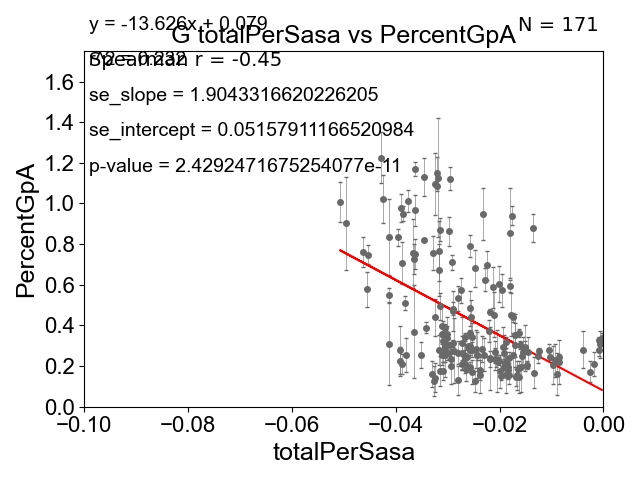 y = -13.626x + 0.079
N = 171
G totalPerSasa vs PercentGpA
Spearman r = -0.45
se_slope = 1.9043316620226205
se_intercept = 0.05157911166520984
p-value = 2.4292471675254077e-11
PercentGpA
1.6
1.4
1.2
1.0
0.8
0.6
0.4
0.2
0.0
−0.10 −0.08 −0.06 −0.04 −0.02 0.00
totalPerSasa